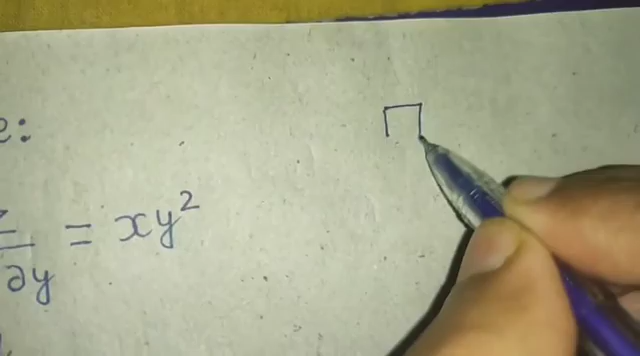 e:
∂y = xy²